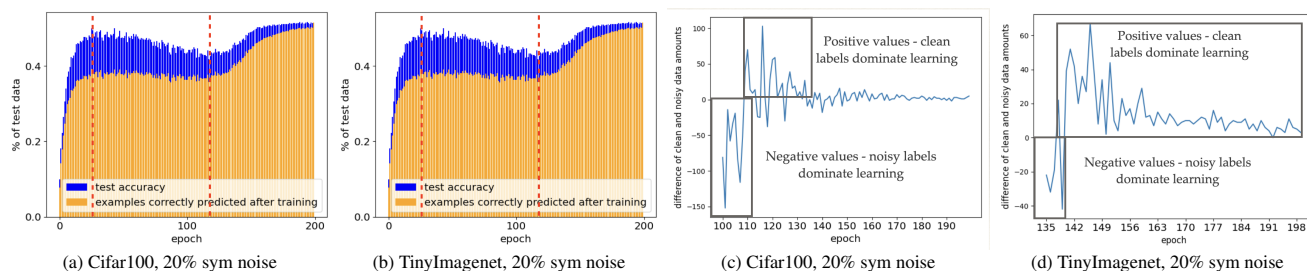 % of test data
0.4
0.2
0.0
test accuracy
examples correctly predicted after training
0
100
200
epoch
(a) Cifar100, 20% sym noise
% of test data
0.4
0.2
0.0
test accuracy
examples correctly predicted after training
0
100
200
epoch
(b) TinyImagenet, 20% sym noise
difference of clean and noisy data amounts
100
50
0
−50
−100
−150
Positive values - clean
labels dominate learning
Negative values - noisy labels
dominate learning
100 110 120 130 140 150 160 170 180 190
epoch
(c) Cifar100, 20% sym noise
difference of clean and noisy data amounts
60
40
20
0
−20
−40
Positive values - clean
labels dominate learning
Negative values - noisy labels
dominate learning
135 142 149 156 163 170 177 184 191 198
epoch
(d) TinyImagenet, 20% sym noise